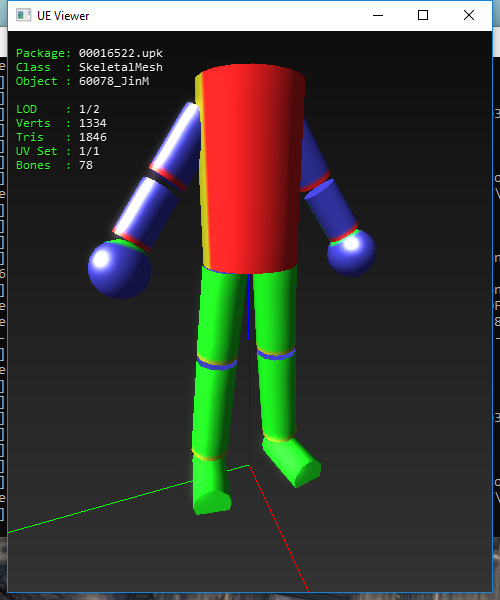 UE Viewer
Package: 00016522.upk
Class  : SkeletalMesh
Object : 60078_JinM
LOD    : 1/2
Verts  : 1334
Tris   : 1846
UV Set : 1/1
Bones  : 78